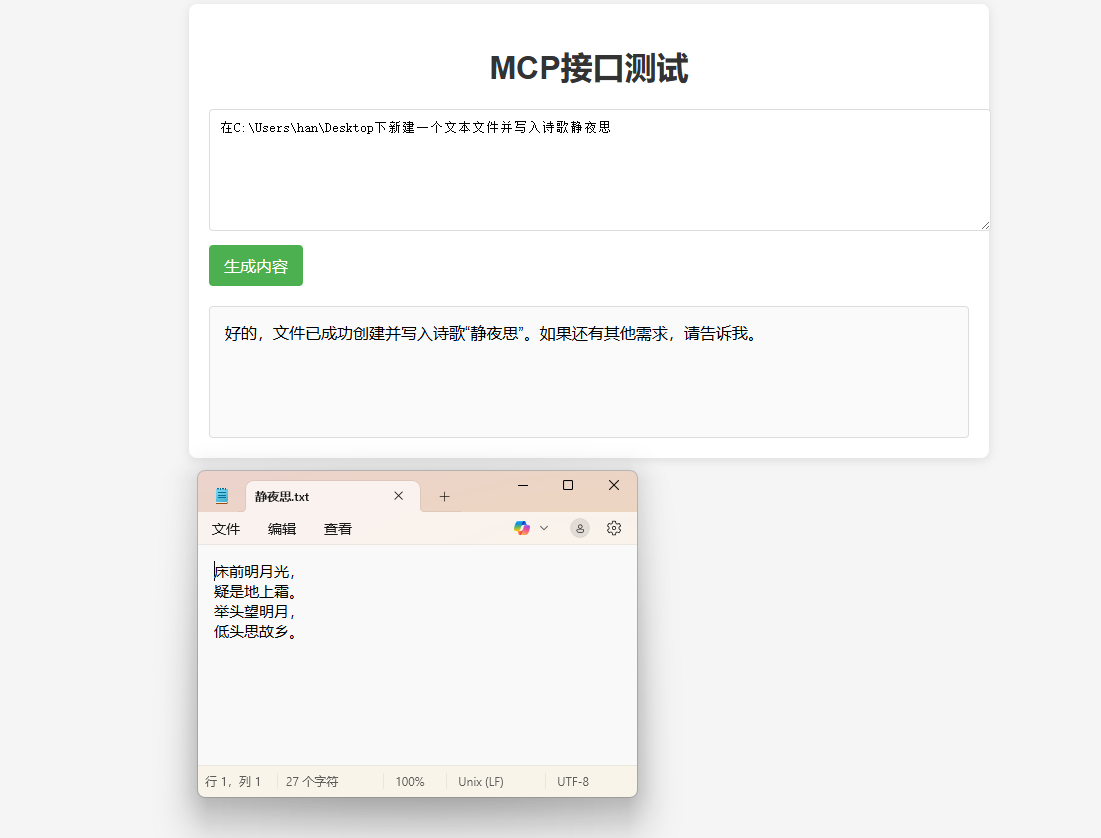 MCP接口测试
在C:\Users\han\Desktop下新建一个文本文件并写入诗歌静夜思
生成内容
好的，文件已成功创建并写入诗歌“静夜思”。如果还有其他需求，请告诉我。
静夜思.txt
文件 编辑 查看
床前明月光，
疑是地上霜。
举头望明月，
低头思故乡。
行 1，列 1 27 个字符 100% Unix (LF) UTF-8